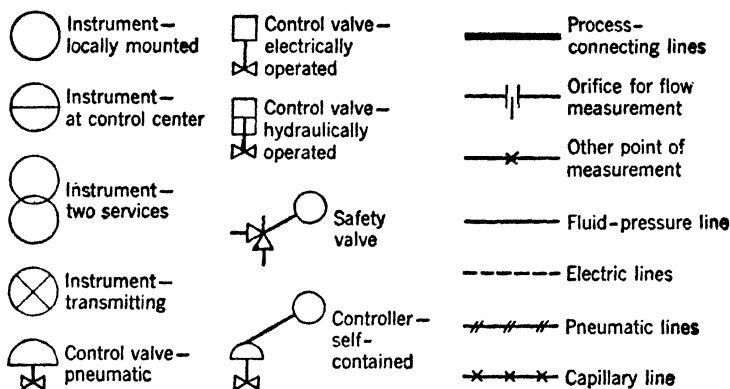 Instrument—
locally mounted
Instrument—
at control center
Instrument—
two services
Instrument—
transmitting
Control valve—
pneumatic
Control valve—
electrically
operated
Control valve—
hydraulically
operated
Safety
valve
Controller—
self-
contained
Process-
connecting lines
Orifice for flow
measurement
Other point of
measurement
Fluid-pressure line
Electric lines
Pneumatic lines
Capillary line